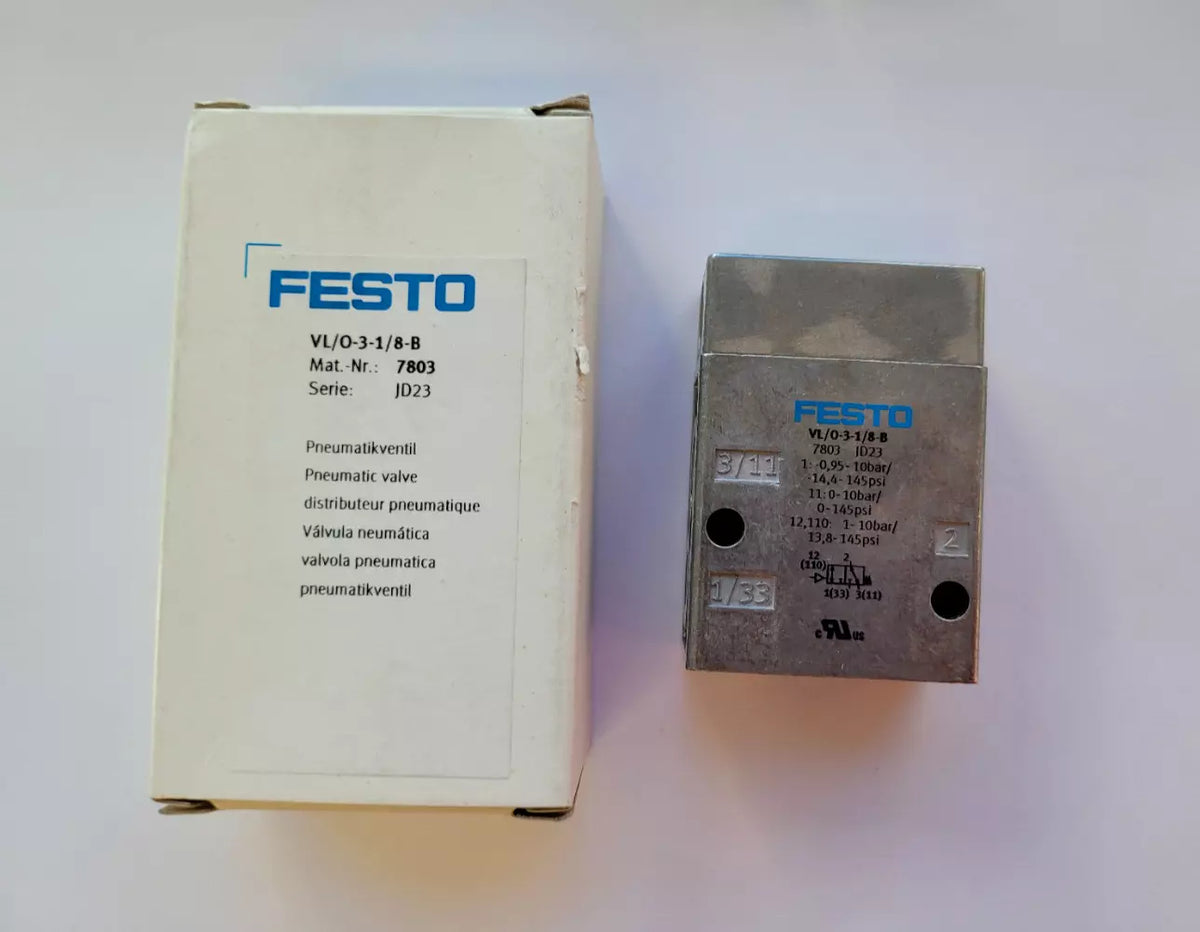 FESTO
VL/O-3-1/8-B
Mat.-Nr.: 7803
Serie: JD23
Pneumatikventil
Pneumatic valve
distributeur pneumatique
Válvula neumática
valvola pneumatica
pneumatikventil
FESTO
VL/O-3-1/8-B
7803 JD23
1: -0,95- 10bar/
-14,4- 145psi
11: 0- 10bar/
0-145psi
12,110: 1- 10bar/
13,8- 145psi
3/11
2
1/33
12 2
(110)
1(33) 3(11)
c RU us